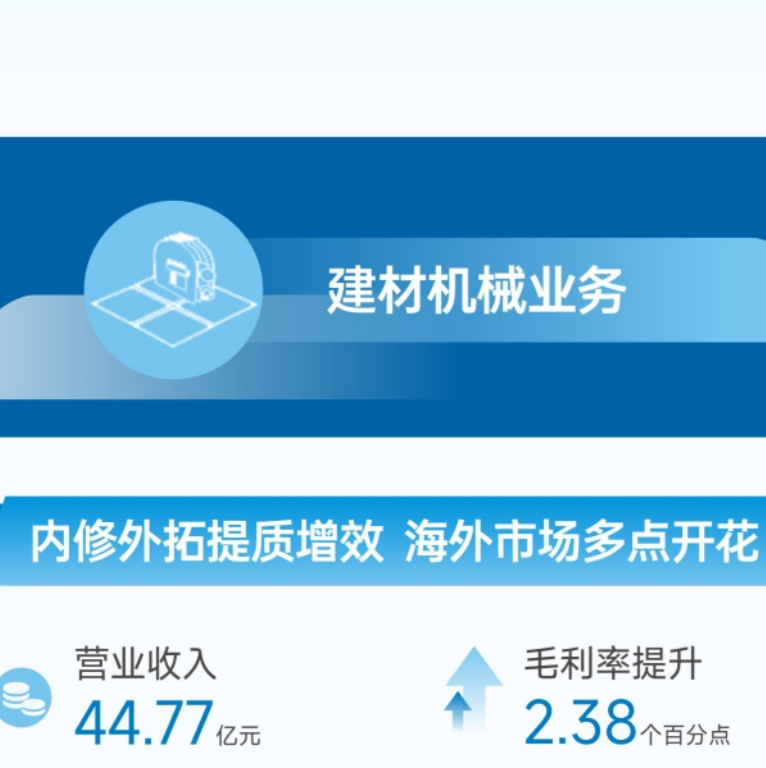 建材机械业务
内修外拓提质增效 海外市场多点开花
营业收入
44.77亿元
毛利率提升
2.38个百分点